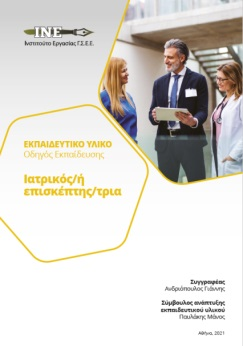 ΙΝΕ
Ινστιτούτο Εργασίας Γ.Σ.Ε.Ε.
ΕΚΠΑΙΔΕΥΤΙΚΟ ΥΛΙΚΟ
Οδηγός Εκπαίδευσης
Ιατρικός/ή
επισκέπτης/τρια
Συγγραφέας
Ανδριόπουλος Γιάννης
Σύμβουλος ανάπτυξης
εκπαιδευτικού υλικού
Παυλάκης Μάνος
Αθήνα, 2021